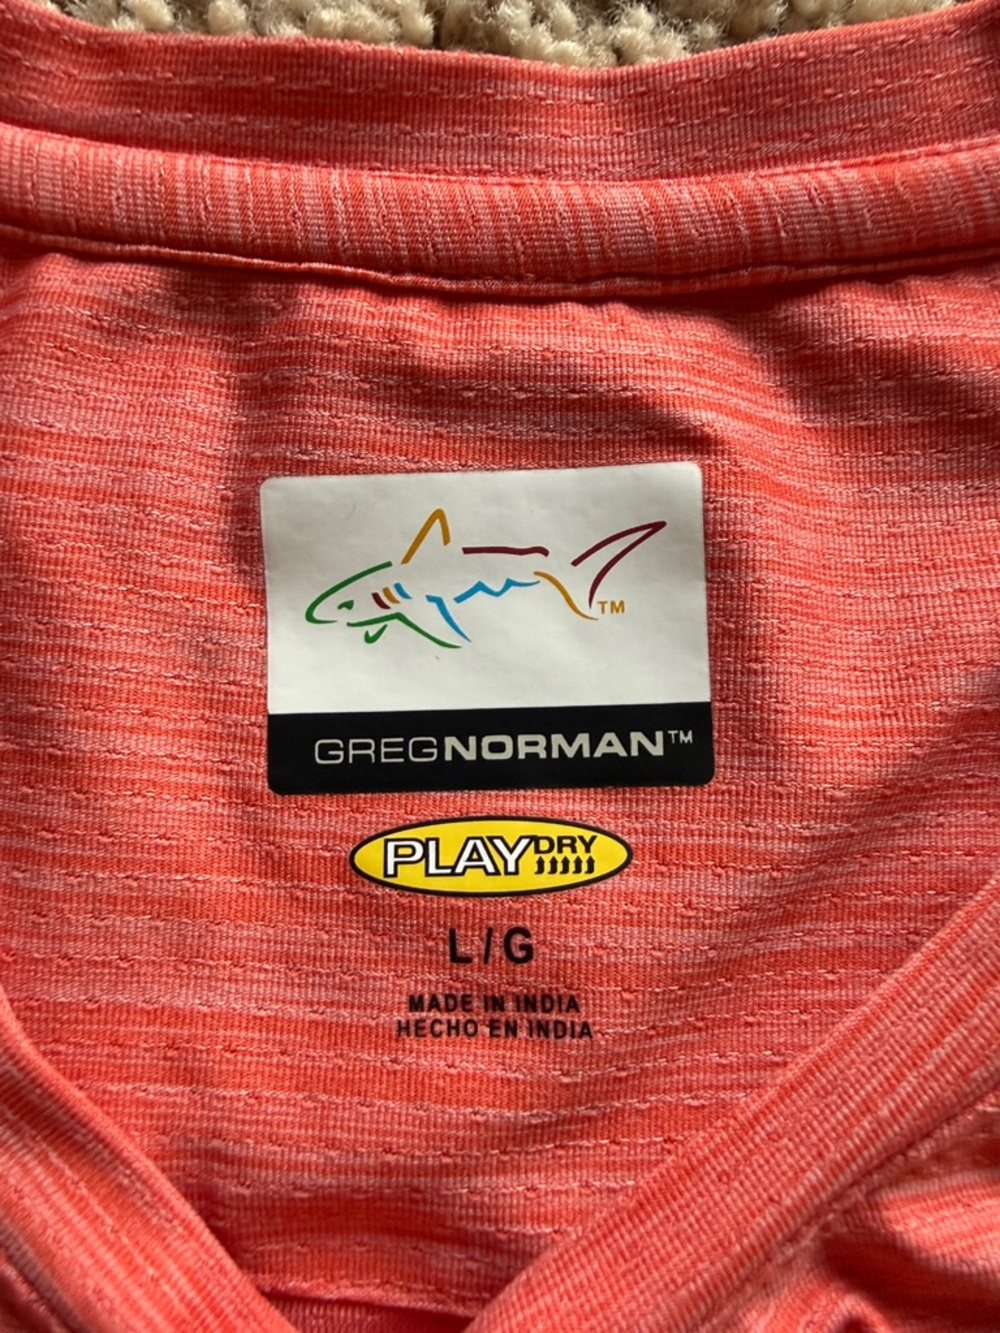 TM
GREGNORMAN™
PLAYDRY
L/G
MADE IN INDIA
HECHO EN INDIA